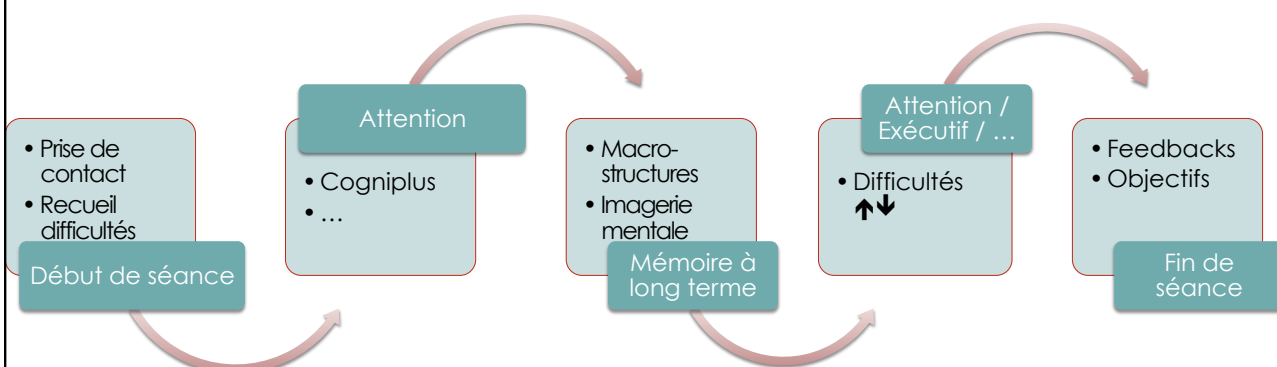 • Prise de
contact
• Recueil
difficultés
Début de séance
Attention
• Cogniplus
• …
• Macro-
structures
• Imagerie
mentale
Mémoire à
long terme
Attention /
Exécutif / …
• Difficultés
🡹🡻
• Feedbacks
• Objectifs
Fin de
séance